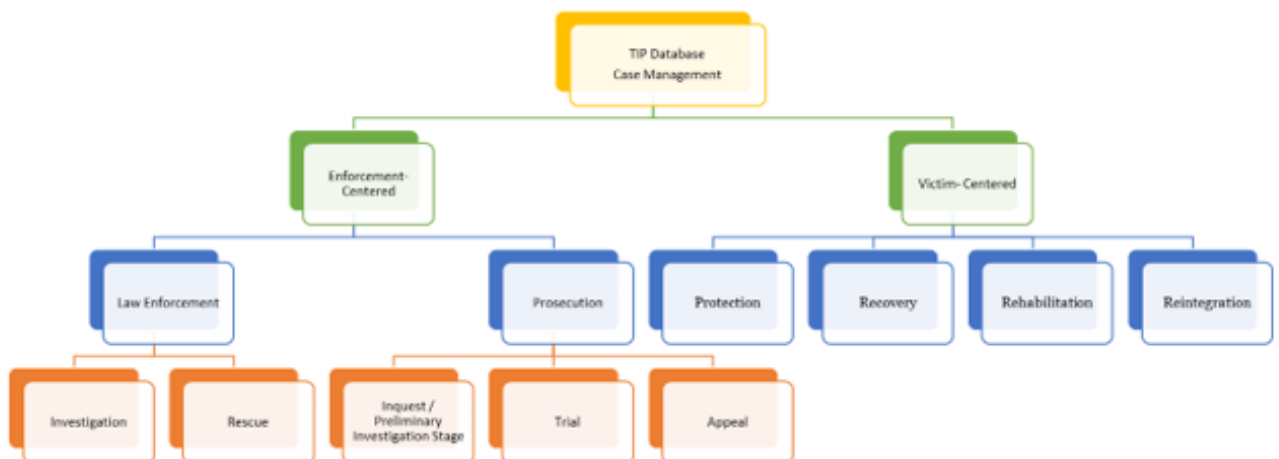 TIP Database
Case Management
Enforcement-
Centered
Victim- Centered
Law Enforcement
Prosecution
Protection
Recovery
Rehabilitation
Reintegration
Investigation
Rescue
Inquest /
Preliminary
Investigation Stage
Trial
Appeal